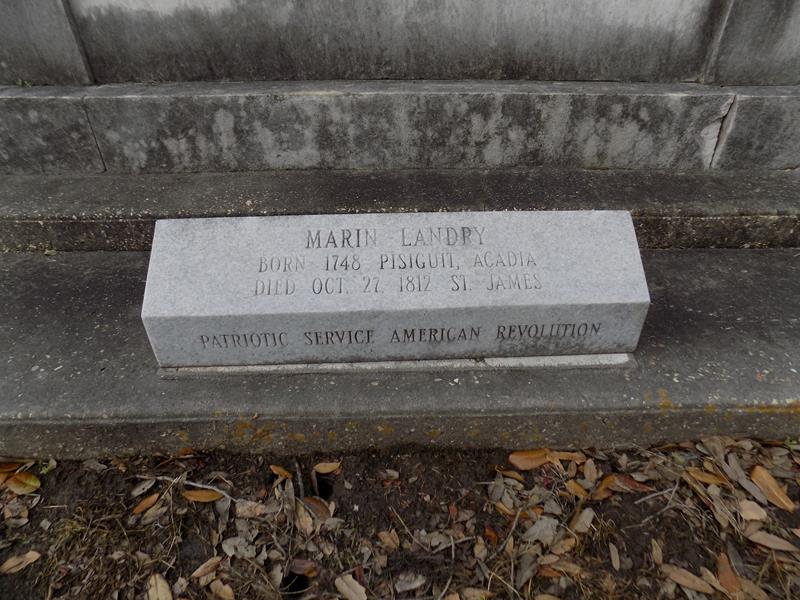 MARIN LANDRY
BORN 1748 PISIGUIT, ACADIA
DIED OCT. 27, 1812 ST. JAMES
PATRIOTIC SERVICE AMERICAN REVOLUTION